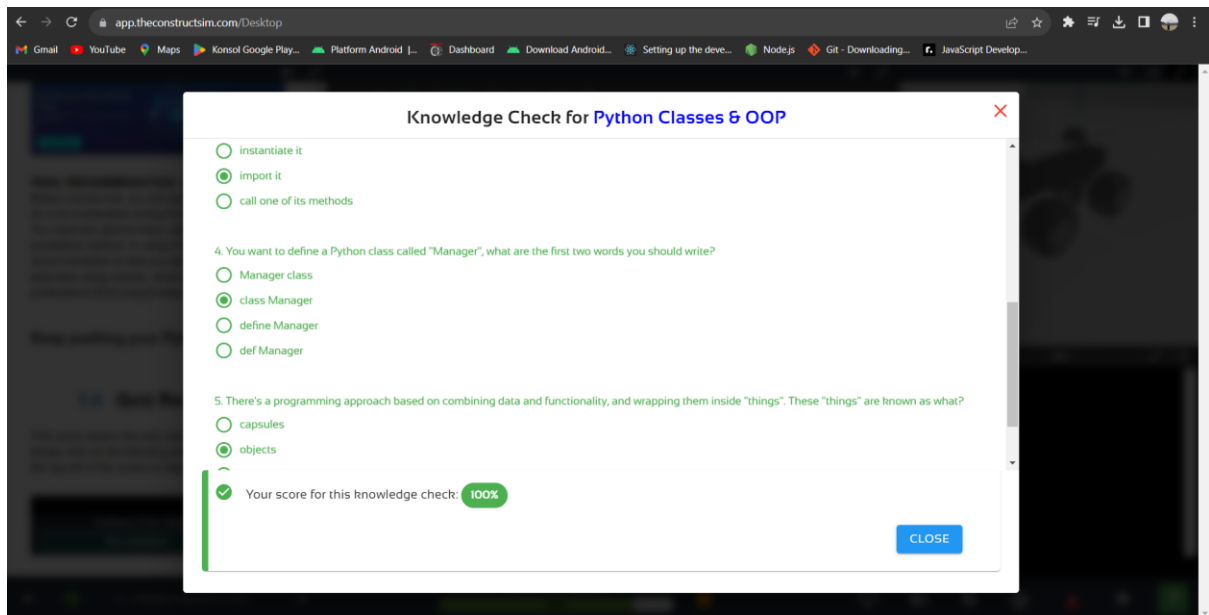 app.theconstructsim.com/Desktop
Gmail YouTube Maps Konsol Google Play... Platform Android |... Dashboard Download Android... Setting up the deve... Node.js Git - Downloading... JavaScript Develop...
Knowledge Check for Python Classes & OOP
instantiate it
import it
call one of its methods
4. You want to define a Python class called "Manager", what are the first two words you should write?
Manager class
class Manager
define Manager
def Manager
5. There's a programming approach based on combining data and functionality, and wrapping them inside "things". These "things" are known as what?
capsules
objects
Your score for this knowledge check: 100%
CLOSE